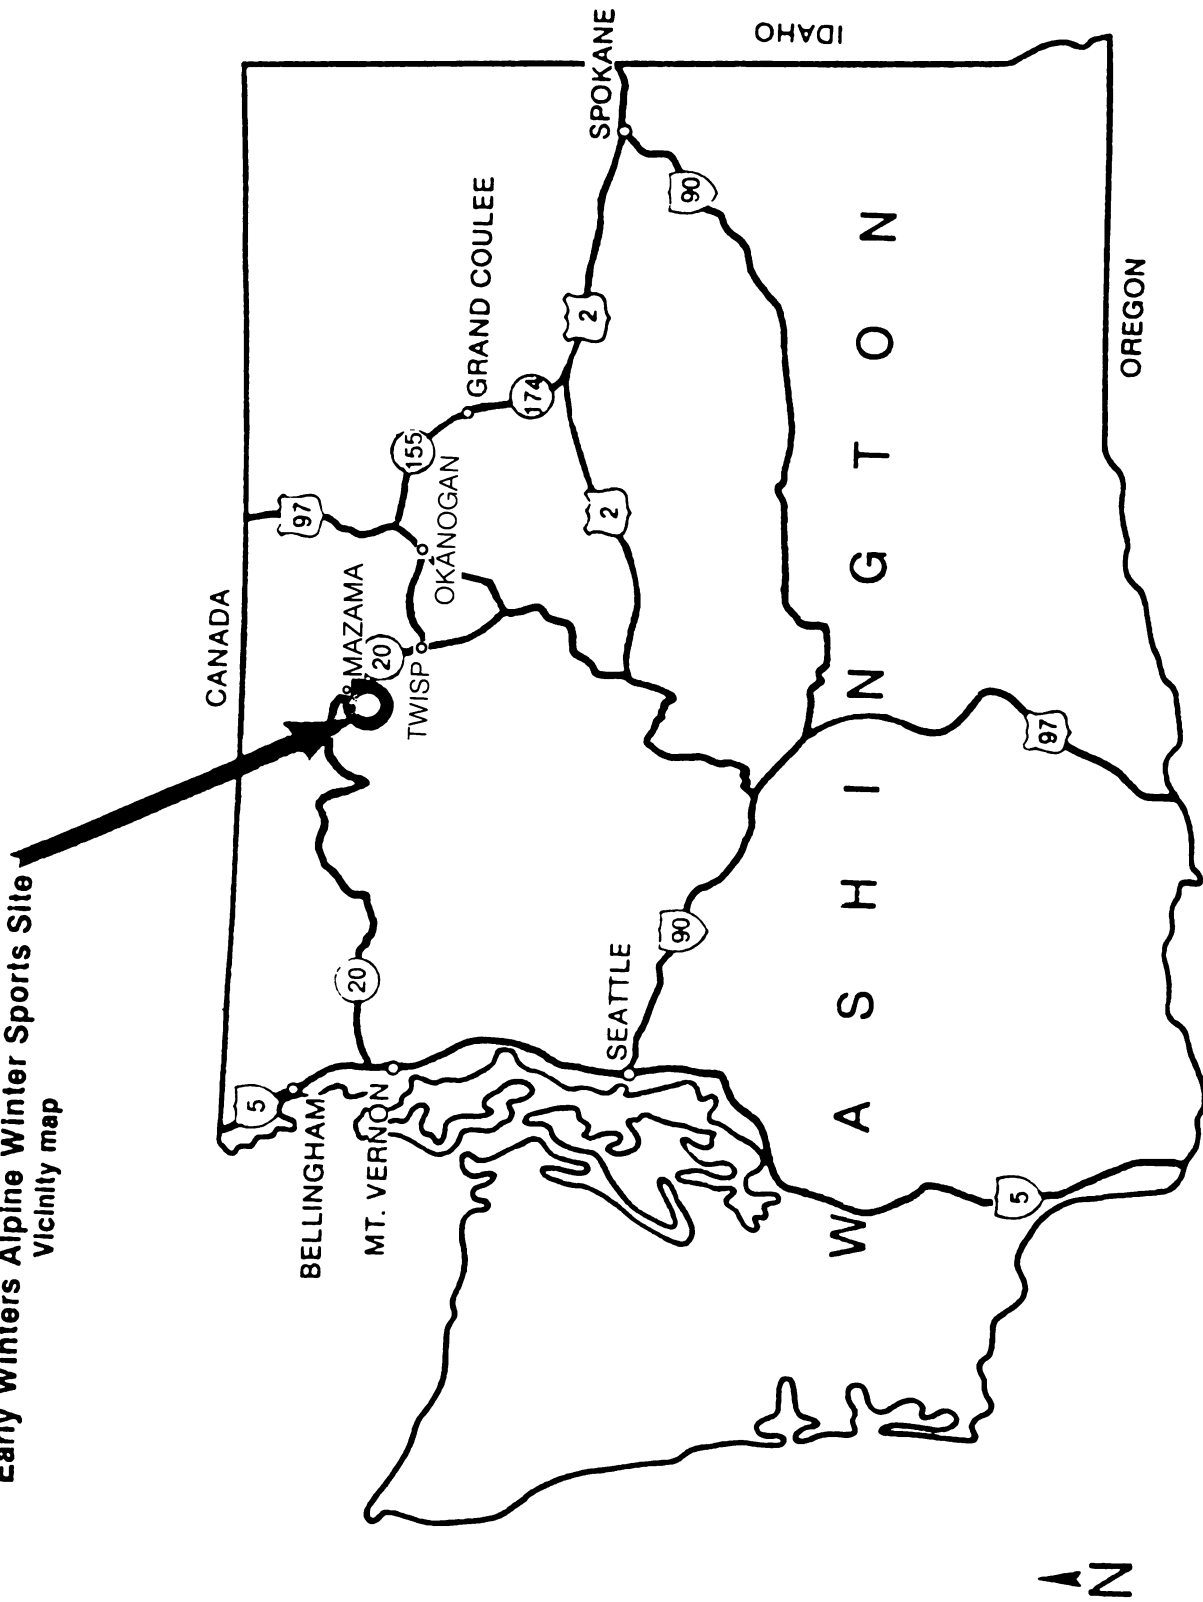 Early Winters Alpine Winter Sports Site
Vicinity map
CANADA
IDAHO
OREGON
WASHINGTON
BELLINGHAM
MT. VERNON
SEATTLE
MAZAMA
TWISP
OKANOGAN
GRAND COULEE
SPOKANE
5
20
20
97
155
174
2
2
90
90
97
5
N